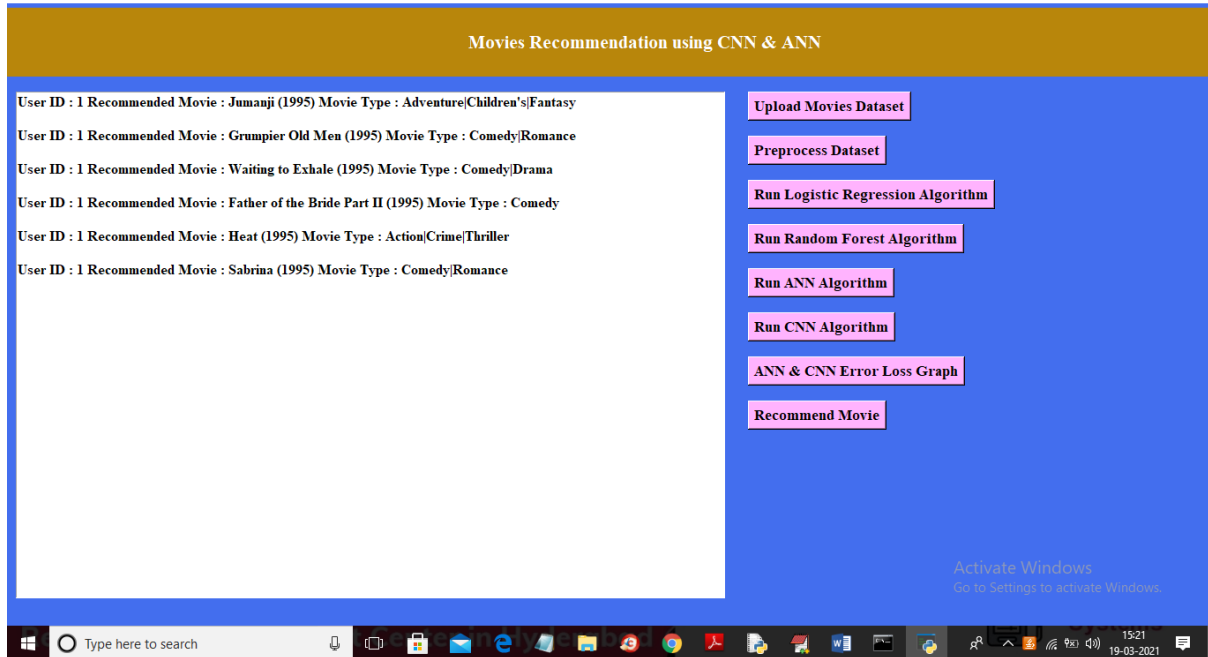 Movies Recommendation using CNN & ANN
User ID : 1 Recommended Movie : Jumanji (1995) Movie Type : Adventure|Children's|Fantasy
User ID : 1 Recommended Movie : Grumpier Old Men (1995) Movie Type : Comedy|Romance
User ID : 1 Recommended Movie : Waiting to Exhale (1995) Movie Type : Comedy|Drama
User ID : 1 Recommended Movie : Father of the Bride Part II (1995) Movie Type : Comedy
User ID : 1 Recommended Movie : Heat (1995) Movie Type : Action|Crime|Thriller
User ID : 1 Recommended Movie : Sabrina (1995) Movie Type : Comedy|Romance
Upload Movies Dataset
Preprocess Dataset
Run Logistic Regression Algorithm
Run Random Forest Algorithm
Run ANN Algorithm
Run CNN Algorithm
ANN & CNN Error Loss Graph
Recommend Movie
Activate Windows
Go to Settings to activate Windows.
Type here to search
15:21
19-03-2021